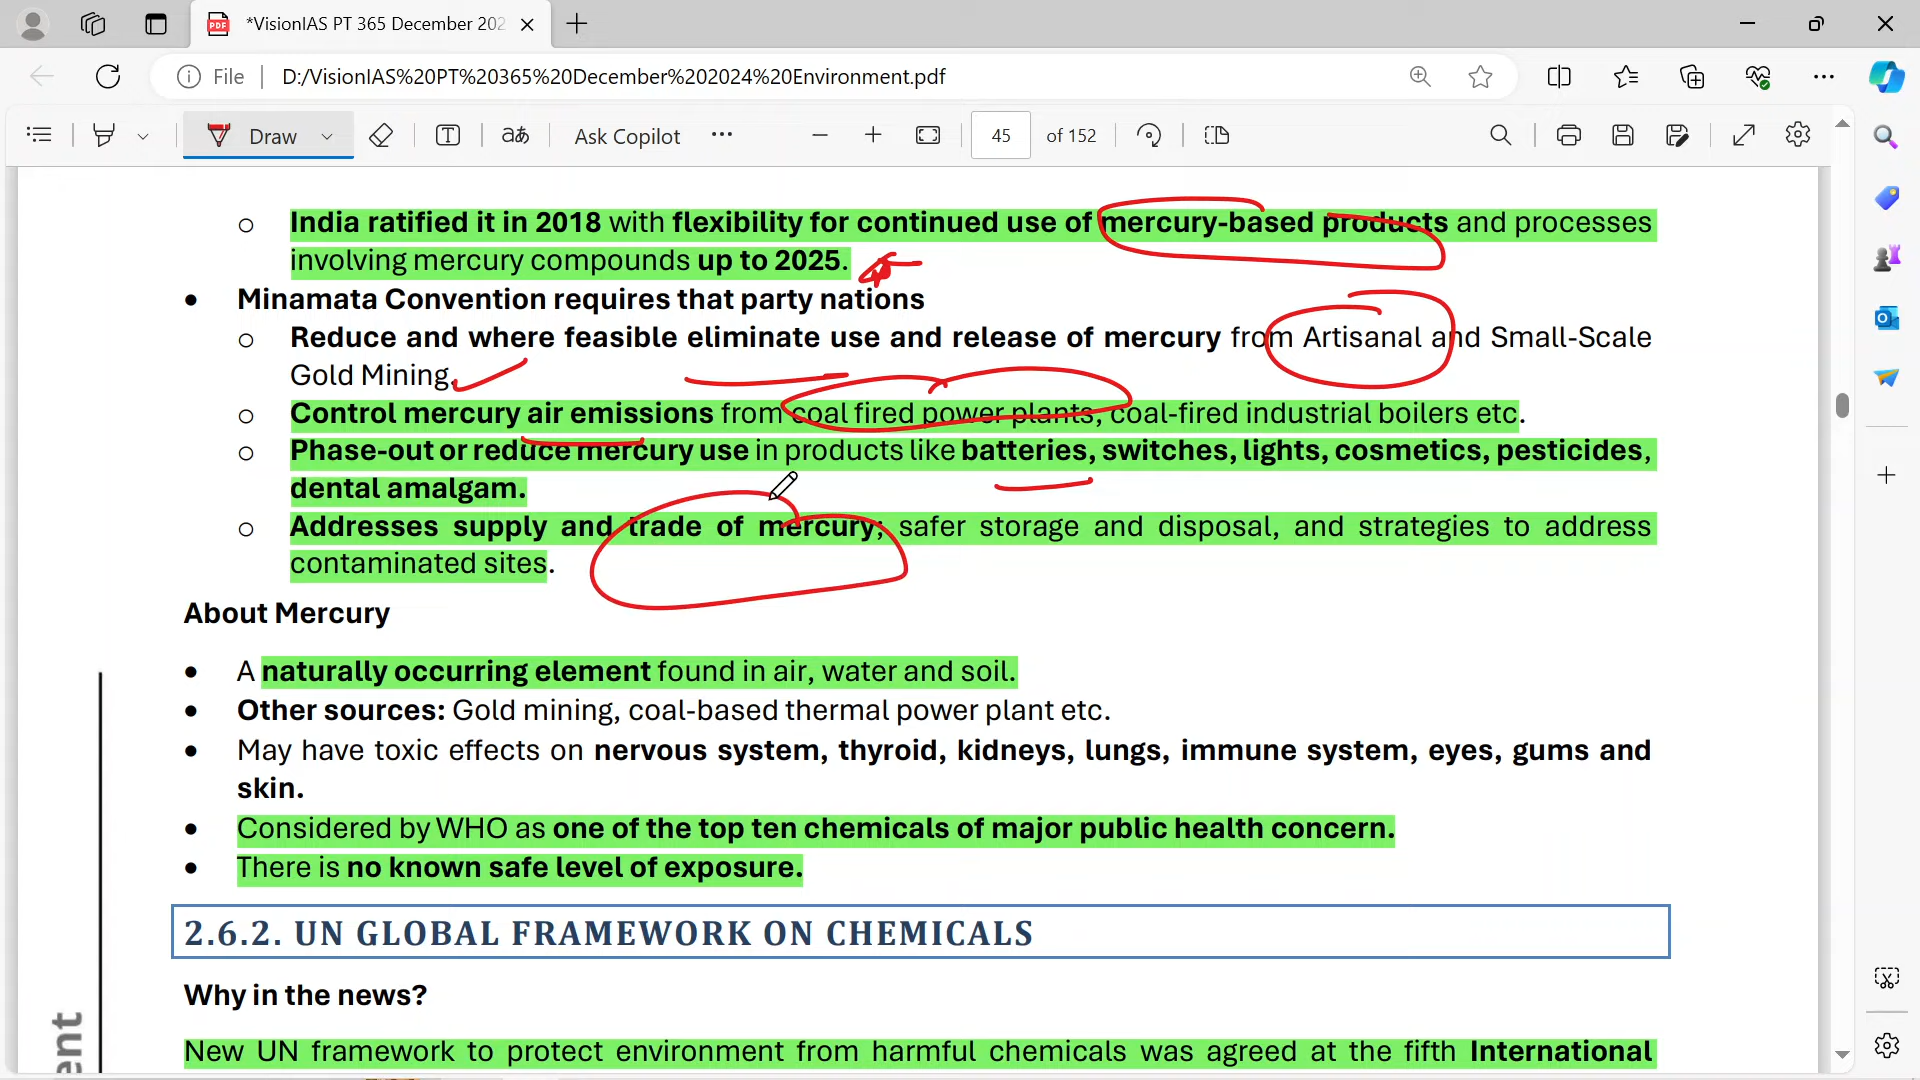 *VisionIAS PT 365 December 202
File
D:/VisionIAS%20PT%20365%20December%202024%20Environment.pdf
Draw
aあ
Ask Copilot
45
of 152
India ratified it in 2018 with flexibility for continued use of mercury-based products and processes
involving mercury compounds up to 2025.
Minamata Convention requires that party nations
Reduce and where feasible eliminate use and release of mercury from Artisanal and Small-Scale
Gold Mining.
Control mercury air emissions from coal fired power plants, coal-fired industrial boilers etc.
Phase-out or reduce mercury use in products like batteries, switches, lights, cosmetics, pesticides,
dental amalgam.
Addresses supply and trade of mercury; safer storage and disposal, and strategies to address
contaminated sites.
About Mercury
A naturally occurring element found in air, water and soil.
Other sources: Gold mining, coal-based thermal power plant etc.
May have toxic effects on nervous system, thyroid, kidneys, lungs, immune system, eyes, gums and
skin.
Considered by WHO as one of the top ten chemicals of major public health concern.
There is no known safe level of exposure.
2.6.2. UN GLOBAL FRAMEWORK ON CHEMICALS
Why in the news?
New UN framework to protect environment from harmful chemicals was agreed at the fifth International
ent